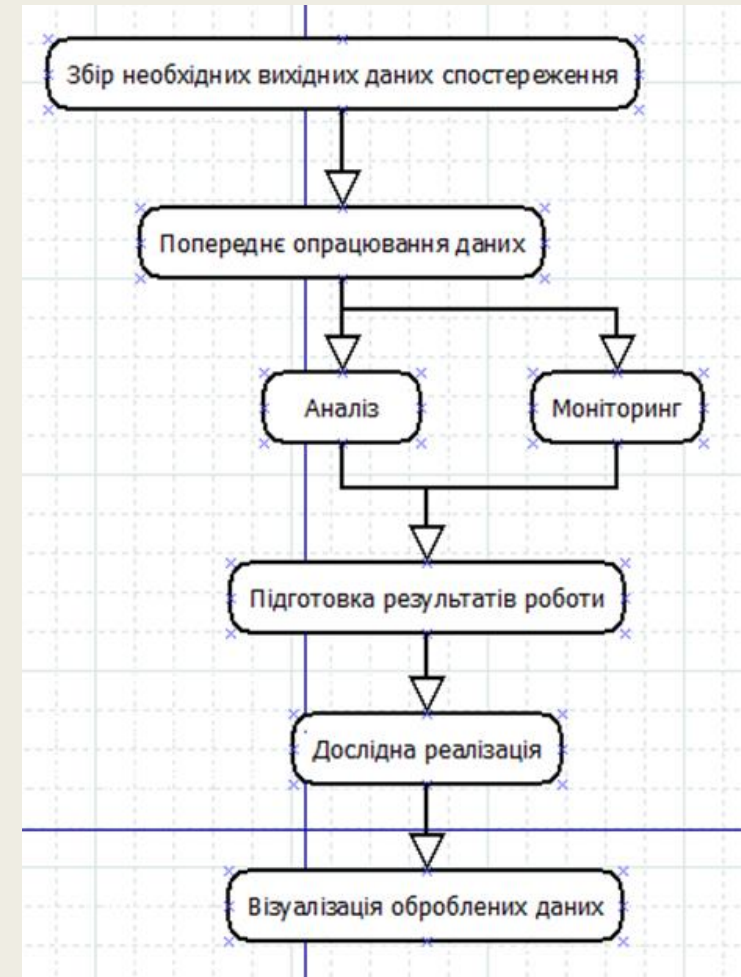 Збір необхідних вихідних даних спостереження
Попереднє опрацювання даних
Аналіз
Моніторинг
Підготовка результатів роботи
Дослідна реалізація
Візуалізація оброблених даних